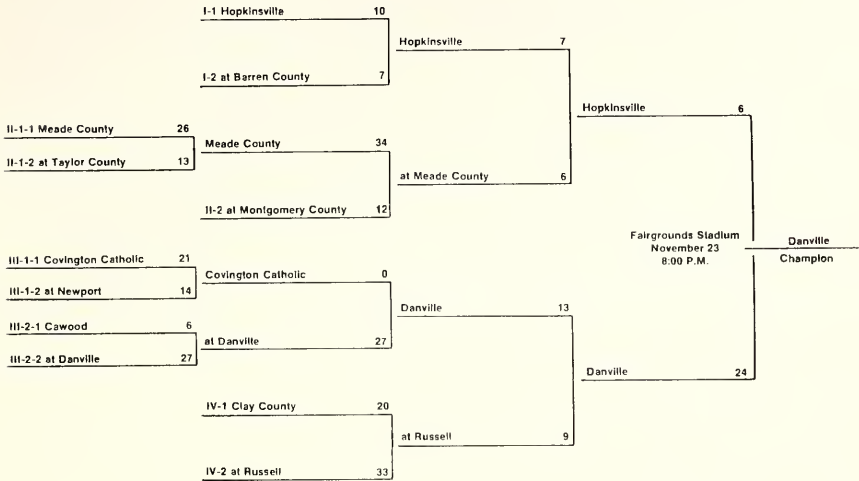 I-1 Hopkinsville 10
Hopkinsville 7
I-2 at Barren County 7
Hopkinsville 6
II-1-1 Meade County 26
Meade County 34
II-1-2 at Taylor County 13
at Meade County 6
II-2 at Montgomery County 12
Fairgrounds Stadium
November 23
8:00 P.M.
Danville
Champion
III-1-1 Covington Catholic 21
Covington Catholic 0
III-1-2 at Newport 14
Danville 13
III-2-1 Cawood 6
at Danville 27
III-2-2 at Danville 27
Danville 24
IV-1 Clay County 20
at Russell 9
IV-2 at Russell 33